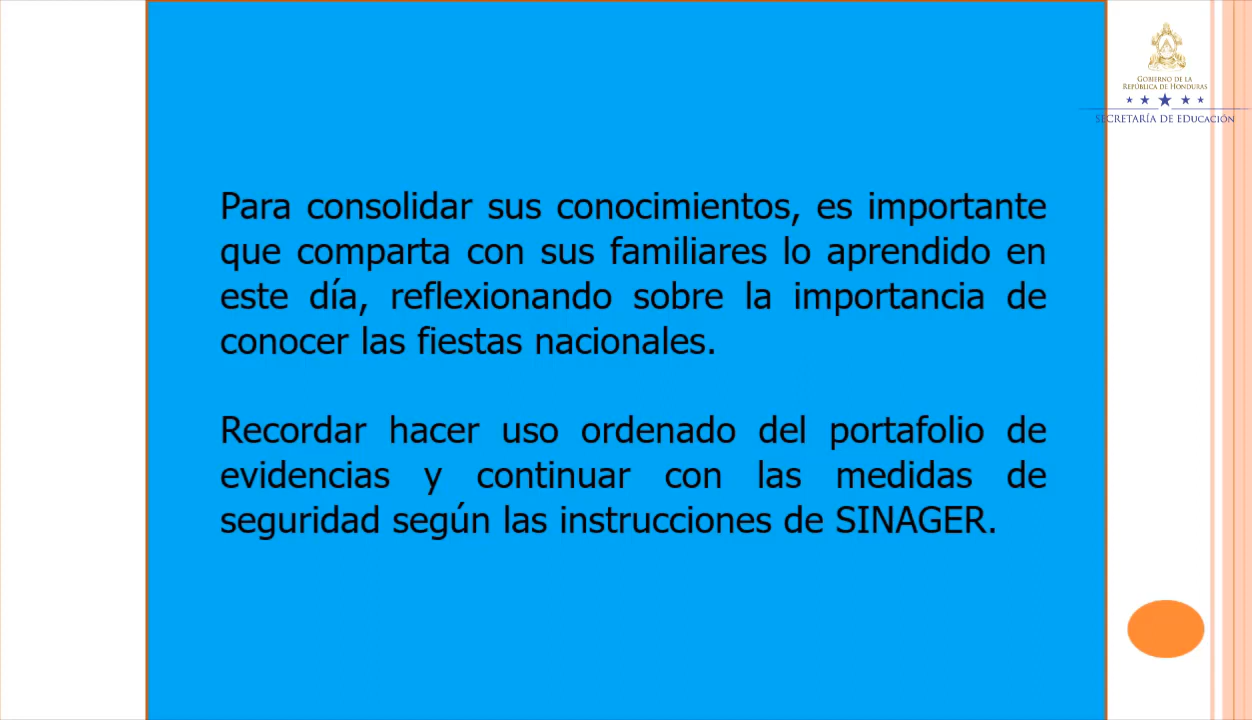 GOBIERNO DE LA
REPÚBLICA DE HONDURAS
SECRETARÍA DE EDUCACIÓN
Para consolidar sus conocimientos, es importante
que comparta con sus familiares lo aprendido en
este día, reflexionando sobre la importancia de
conocer las fiestas nacionales.
Recordar hacer uso ordenado del portafolio de
evidencias y continuar con las medidas de
seguridad según las instrucciones de SINAGER.